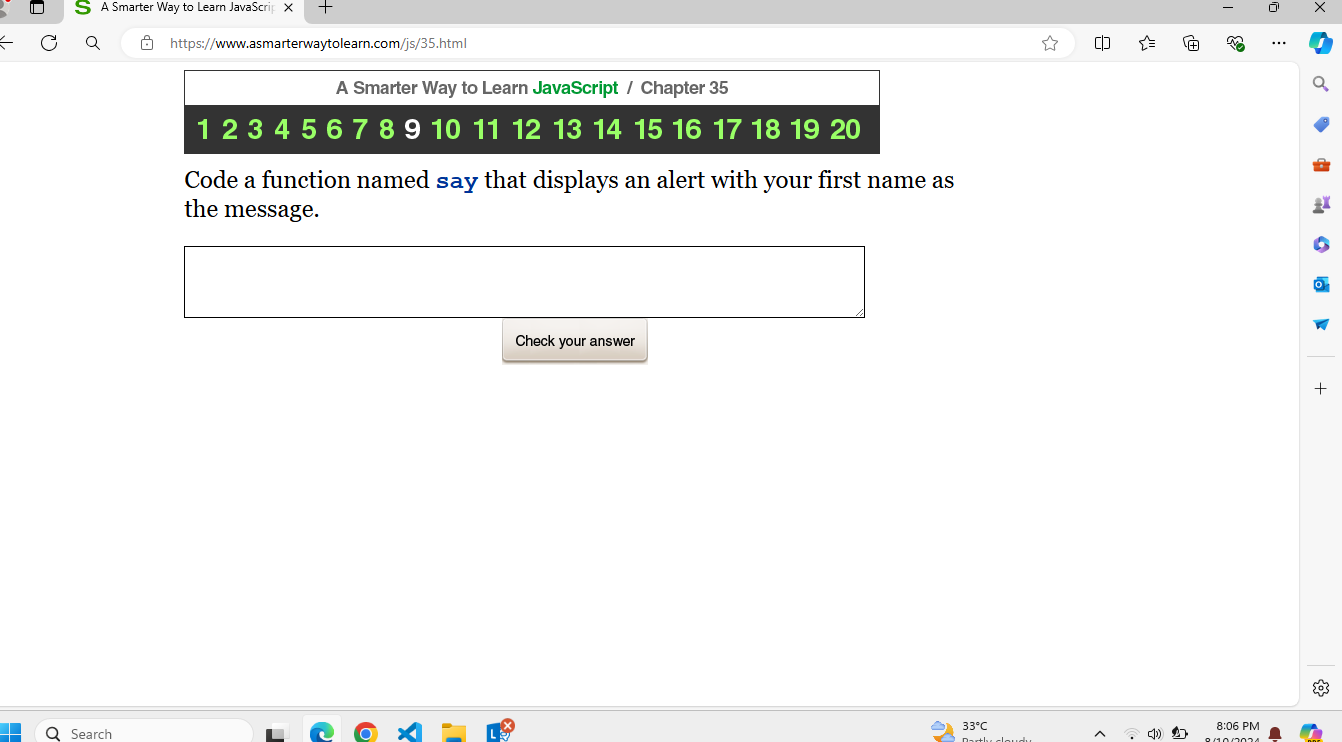 A Smarter Way to Learn JavaScrip
https://www.asmarterwaytolearn.com/js/35.html
A Smarter Way to Learn JavaScript / Chapter 35
1 2 3 4 5 6 7 8 9 10 11 12 13 14 15 16 17 18 19 20
Code a function named say that displays an alert with your first name as
the message.
Check your answer
Search
33°C
Partly cloudy
8:06 PM
8/10/2024